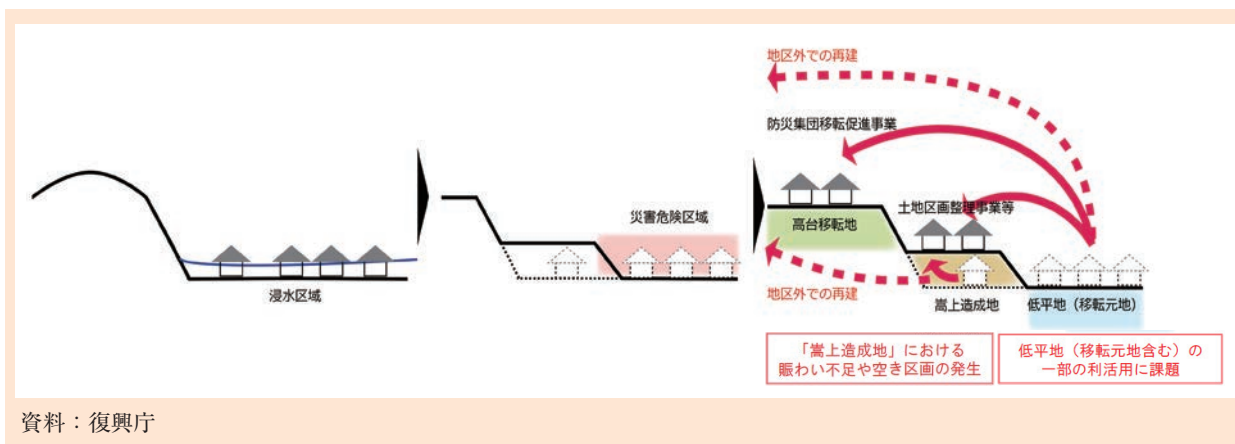 浸水区域
災害危険区域
地区外での再建
防災集団移転促進事業
土地区画整理事業等
高台移転地
地区外での再建
嵩上造成地
低平地（移転元地）
「嵩上造成地」における
賑わい不足や空き区画の発生
低平地（移転元地含む）の
一部の利活用に課題
資料：復興庁